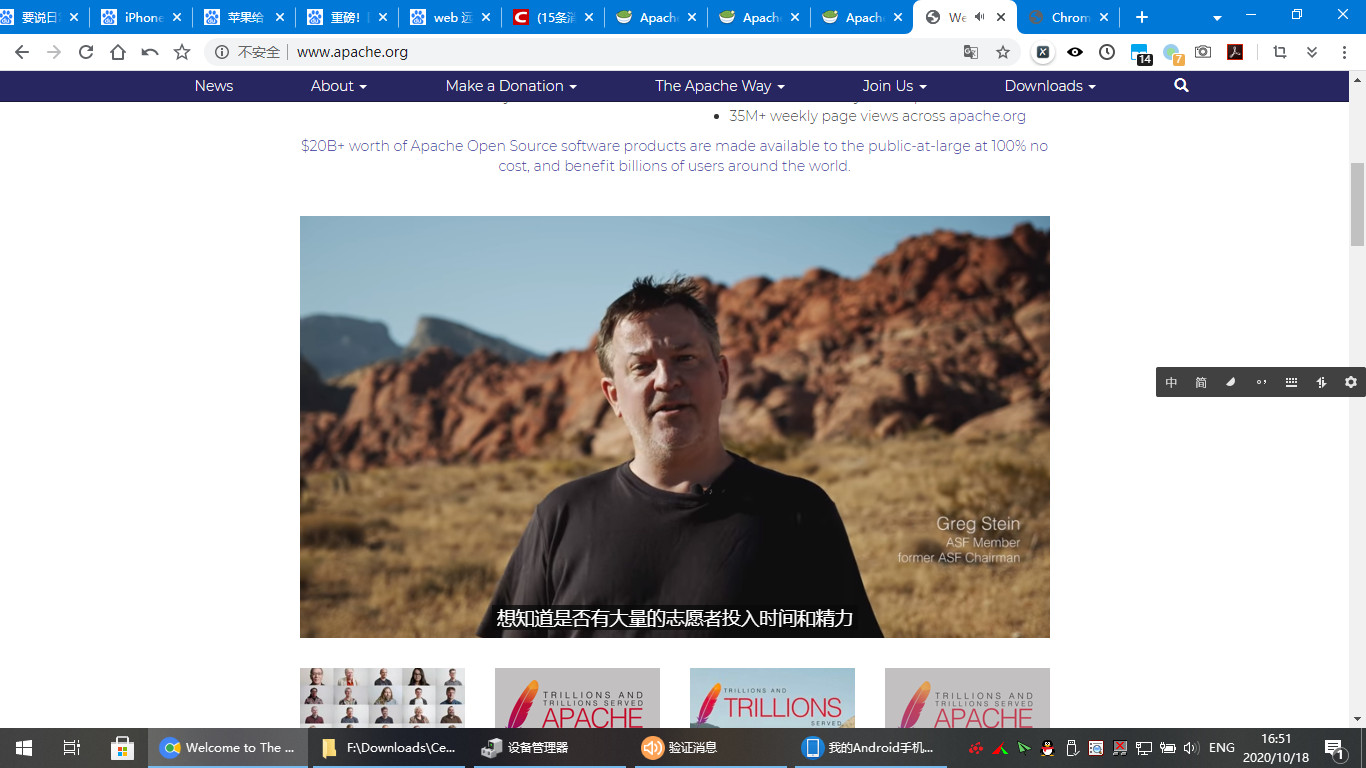 要说日
iPhone
苹果给
重磅!
web 远
(15条消
Apach
Apach
Apach
We
Chrom
不安全
www.apache.org
14
7
News
About
Make a Donation
The Apache Way
Join Us
Downloads
35M+ weekly page views across apache.org
$20B+ worth of Apache Open Source software products are made available to the public-at-large at 100% no
cost, and benefit billions of users around the world.
中 简
Greg Stein
ASF Member
former ASF Chairman
想知道是否有大量的志愿者投入时间和精力
TRILLIONS AND
TRILLIONS SERVED
APACHE
TRILLIONS AND
TRILLIONS
SERVED
TRILLIONS AND
TRILLIONS SERVED
APACHE
Welcome to The ...
F:\Downloads\Ce...
设备管理器
验证消息
我的Android手机...
ENG
16:51
2020/10/18
1